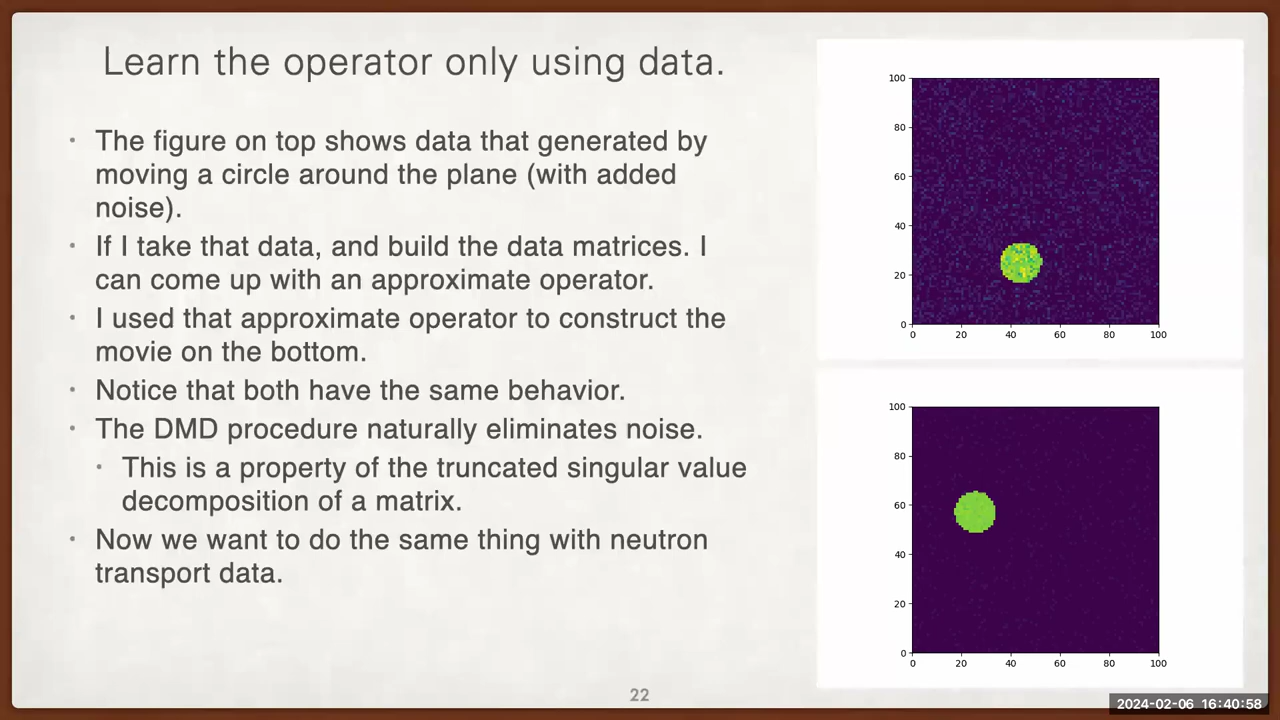 Learn the operator only using data.
• The figure on top shows data that generated by
moving a circle around the plane (with added
noise).
• If I take that data, and build the data matrices. I
can come up with an approximate operator.
• I used that approximate operator to construct the
movie on the bottom.
• Notice that both have the same behavior.
• The DMD procedure naturally eliminates noise.
• This is a property of the truncated singular value
decomposition of a matrix.
• Now we want to do the same thing with neutron
transport data.
100
80
60
40
20
0
0 20 40 60 80 100
100
80
60
40
20
0
0 20 40 60 80 100
22
2024-02-06 16:40:58